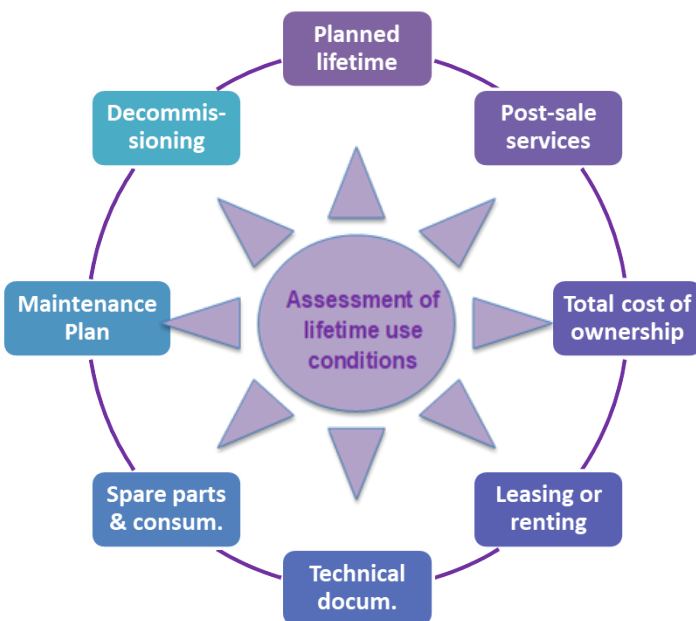 Planned
lifetime
Post-sale
services
Total cost of
ownership
Leasing or
renting
Technical
docum.
Spare parts
& consum.
Maintenance
Plan
Decommis-
sioning
Assessment of
lifetime use
conditions